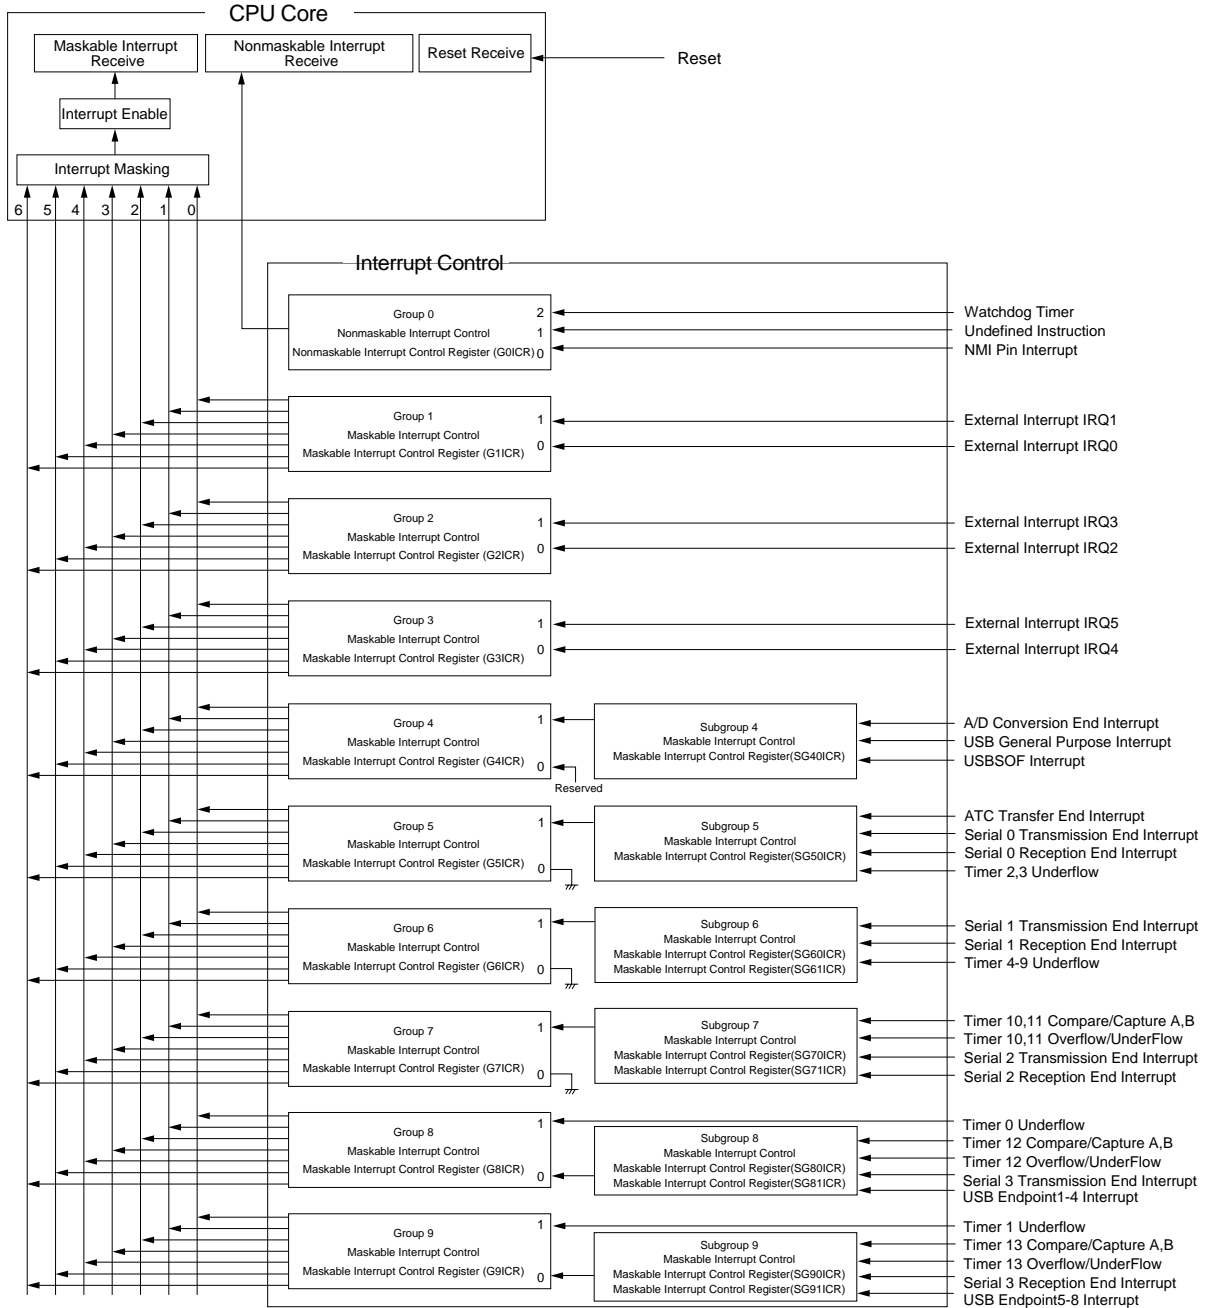 CPU Core
Maskable Interrupt
Receive
Nonmaskable Interrupt
Receive
Reset Receive
Reset
Interrupt Enable
Interrupt Masking
6 5 4 3 2 1 0
Interrupt Control
Group 0
Nonmaskable Interrupt Control
Nonmaskable Interrupt Control Register (G0ICR)
2
1
0
Watchdog Timer
Undefined Instruction
NMI Pin Interrupt
Group 1
Maskable Interrupt Control
Maskable Interrupt Control Register (G1ICR)
1
0
External Interrupt IRQ1
External Interrupt IRQ0
Group 2
Maskable Interrupt Control
Maskable Interrupt Control Register (G2ICR)
1
0
External Interrupt IRQ3
External Interrupt IRQ2
Group 3
Maskable Interrupt Control
Maskable Interrupt Control Register (G3ICR)
1
0
External Interrupt IRQ5
External Interrupt IRQ4
Group 4
Maskable Interrupt Control
Maskable Interrupt Control Register (G4ICR)
1
0
Reserved
Subgroup 4
Maskable Interrupt Control
Maskable Interrupt Control Register(SG40ICR)
A/D Conversion End Interrupt
USB General Purpose Interrupt
USBSOF Interrupt
Group 5
Maskable Interrupt Control
Maskable Interrupt Control Register (G5ICR)
1
0
Subgroup 5
Maskable Interrupt Control
Maskable Interrupt Control Register(SG50ICR)
ATC Transfer End Interrupt
Serial 0 Transmission End Interrupt
Serial 0 Reception End Interrupt
Timer 2,3 Underflow
Group 6
Maskable Interrupt Control
Maskable Interrupt Control Register (G6ICR)
1
0
Subgroup 6
Maskable Interrupt Control
Maskable Interrupt Control Register(SG60ICR)
Maskable Interrupt Control Register(SG61ICR)
Serial 1 Transmission End Interrupt
Serial 1 Reception End Interrupt
Timer 4-9 Underflow
Group 7
Maskable Interrupt Control
Maskable Interrupt Control Register (G7ICR)
1
0
Subgroup 7
Maskable Interrupt Control
Maskable Interrupt Control Register(SG70ICR)
Maskable Interrupt Control Register(SG71ICR)
Timer 10,11 Compare/Capture A,B
Timer 10,11 Overflow/UnderFlow
Serial 2 Transmission End Interrupt
Serial 2 Reception End Interrupt
Group 8
Maskable Interrupt Control
Maskable Interrupt Control Register (G8ICR)
1
0
Subgroup 8
Maskable Interrupt Control
Maskable Interrupt Control Register(SG80ICR)
Maskable Interrupt Control Register(SG81ICR)
Timer 0 Underflow
Timer 12 Compare/Capture A,B
Timer 12 Overflow/UnderFlow
Serial 3 Transmission End Interrupt
USB Endpoint1-4 Interrupt
Group 9
Maskable Interrupt Control
Maskable Interrupt Control Register (G9ICR)
1
0
Subgroup 9
Maskable Interrupt Control
Maskable Interrupt Control Register(SG90ICR)
Maskable Interrupt Control Register(SG91ICR)
Timer 1 Underflow
Timer 13 Compare/Capture A,B
Timer 13 Overflow/UnderFlow
Serial 3 Reception End Interrupt
USB Endpoint5-8 Interrupt